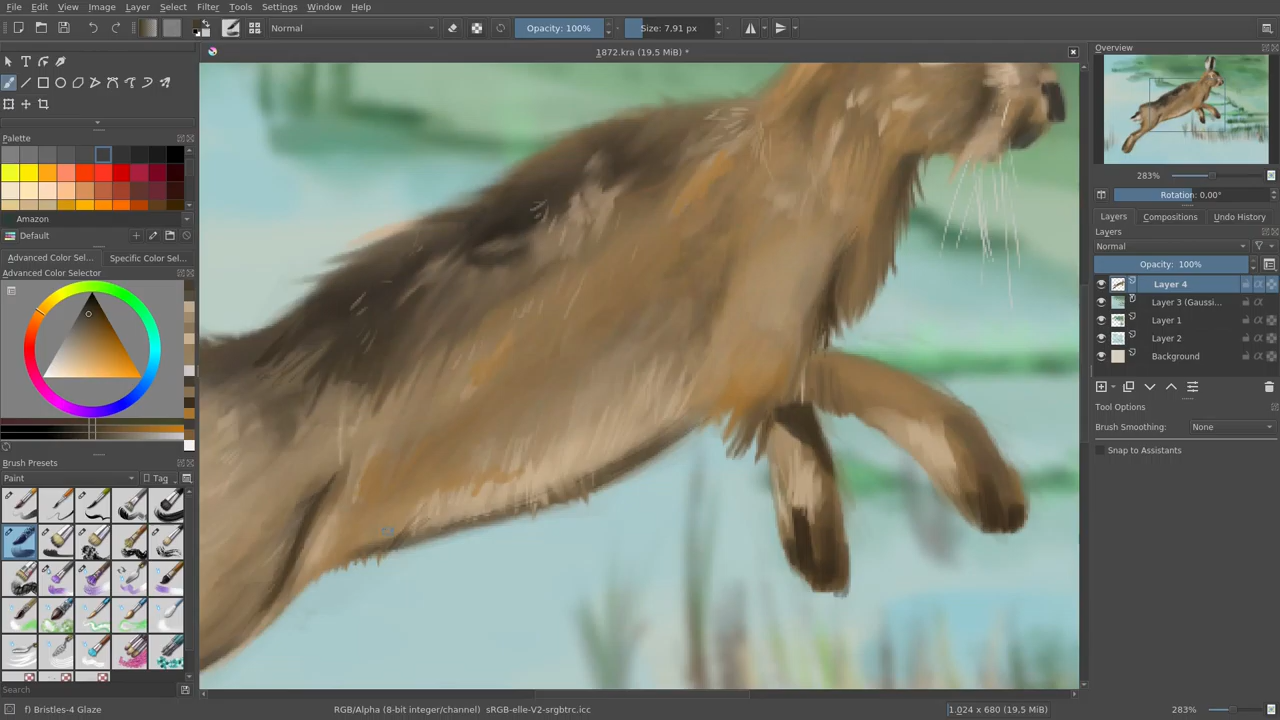 File Edit View Image Layer Select Filter Tools Settings Window Help
Normal Opacity: 100% Size: 7.91 px
1872.kra (19,5 MiB) *
Overview
283%
Rotation: 0,00°
Layers Compositions Undo History
Layers
Normal
Opacity: 100%
Layer 4
Layer 3 (Gaussi...
Layer 1
Layer 2
Background
Tool Options
Brush Smoothing: None
Snap to Assistants
Palette
Amazon
Default
Advanced Color Sel... Specific Color Sel...
Advanced Color Selector
Brush Presets
Paint Tag
Search
f) Bristles-4 Glaze RGB/Alpha (8-bit integer/channel) sRGB-elle-V2-srgbtrc.icc 1.024 x 680 (19,5 MiB) 283%